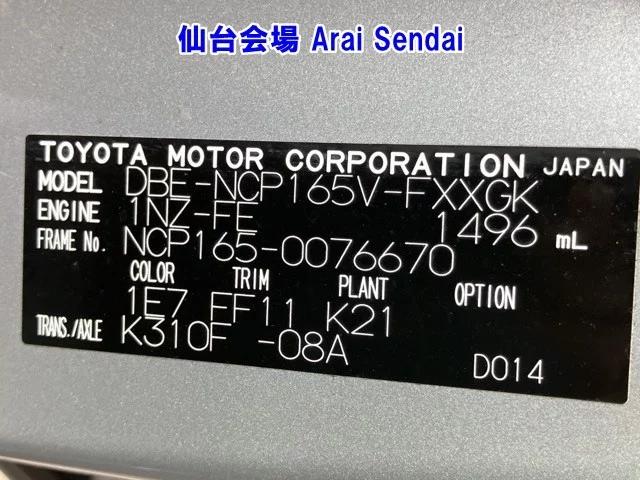 仙台会場 Arai Sendai
TOYOTA MOTOR CORPORATION JAPAN
MODEL DBE-NCP165V-FXXGK
ENGINE 1NZ-FE 1496 mL
FRAME No. NCP165-0076670
COLOR TRIM PLANT OPTION
1E7 FF11 K21
TRANS./AXLE K310F -08A
D014